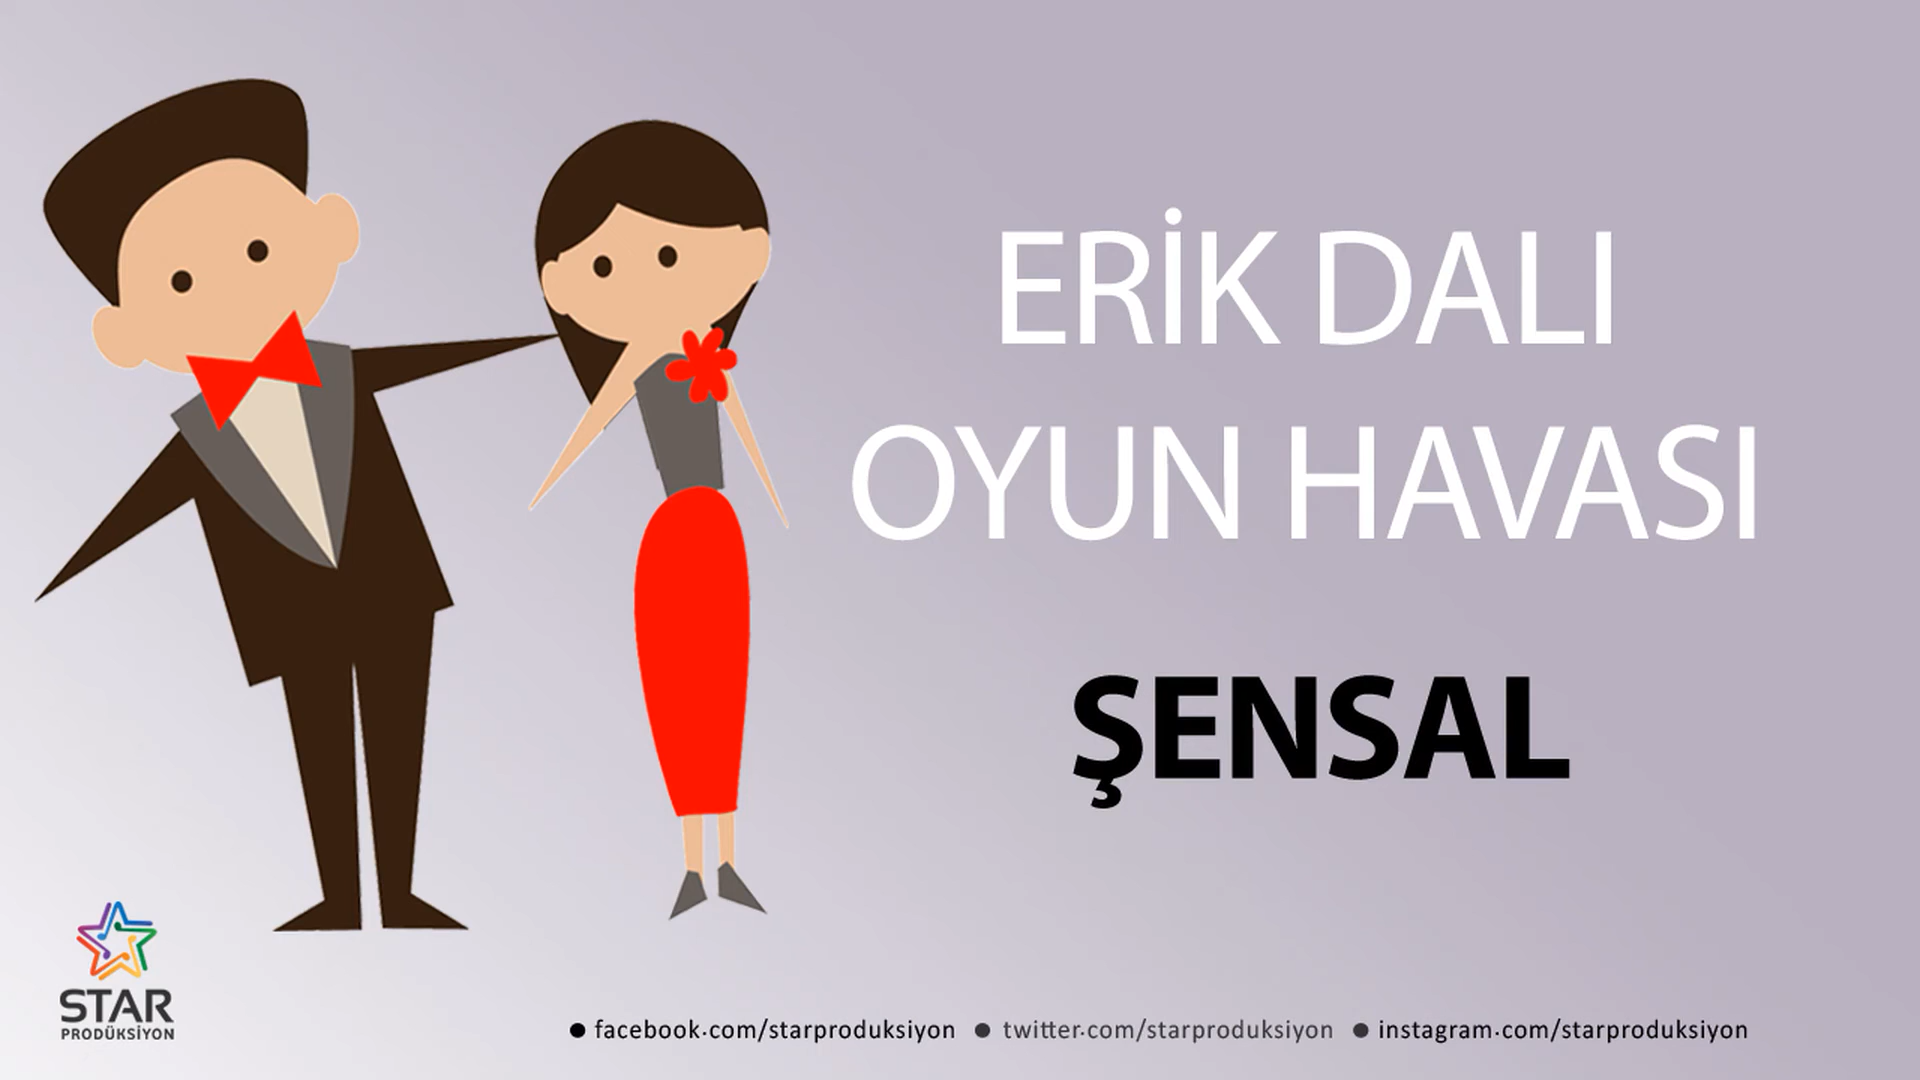 ERİK DALI
OYUN HAVASI
ŞENSAL
STAR
PRODÜKSİYON
● facebook.com/starproduksiyon ● twitter.com/starproduksiyon ● instagram.com/starproduksiyon